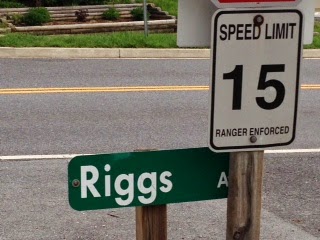 SPEED LIMIT
15
RANGER ENFORCED
Riggs A